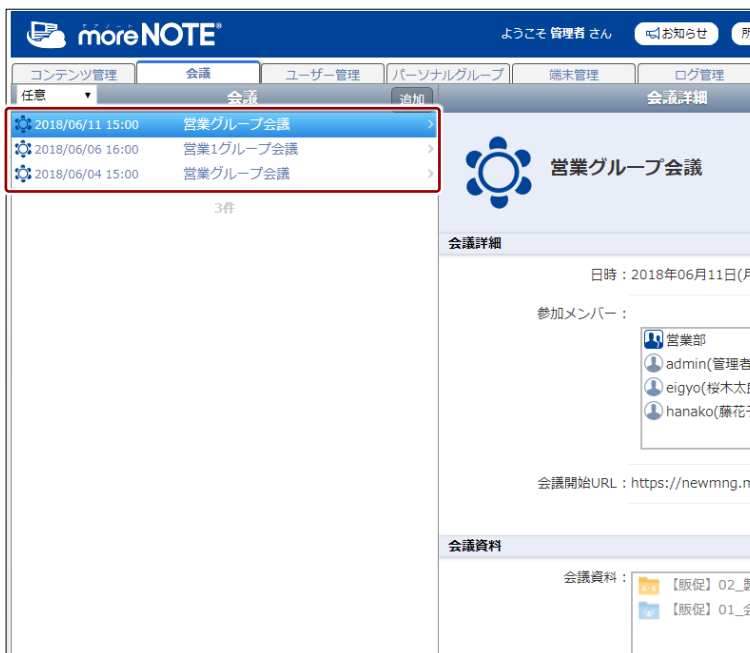 モアノート
moreNOTE®
ようこそ 管理者 さん
お知らせ
コンテンツ管理 会議 ユーザー管理 パーソナルグループ 端末管理 ログ管理
任意 ▼ 会議 追加 会議詳細
2018/06/11 15:00 営業グループ会議
2018/06/06 16:00 営業1グループ会議
2018/06/04 15:00 営業グループ会議
3件
営業グループ会議
会議詳細
日時：2018年06月11日(月
参加メンバー：
営業部
admin(管理者
eigyo(桜木太
hanako(藤花
会議開始URL：https://newmng.m
会議資料
会議資料：
【販促】02_
【販促】01_